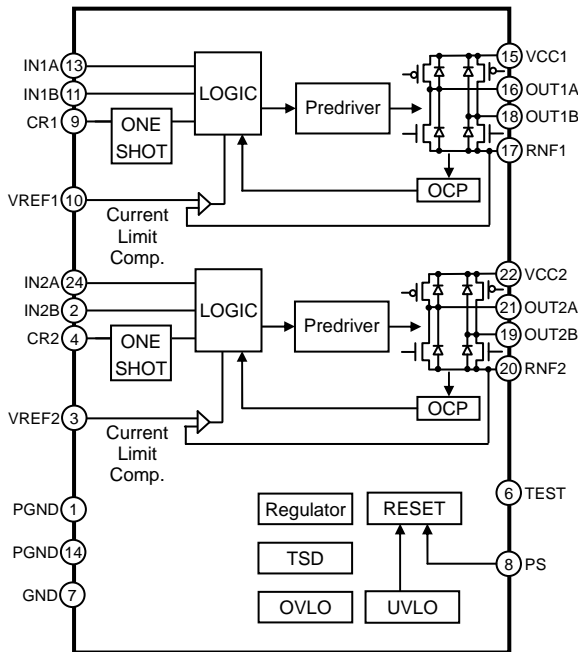 IN1A 13
IN1B 11
CR1 9
ONE
SHOT
LOGIC
Predriver
15 VCC1
16 OUT1A
18 OUT1B
17 RNF1
OCP
VREF1 10
Current
Limit
Comp.
IN2A 24
IN2B 2
CR2 4
ONE
SHOT
LOGIC
Predriver
22 VCC2
21 OUT2A
19 OUT2B
20 RNF2
OCP
VREF2 3
Current
Limit
Comp.
PGND 1
PGND 14
GND 7
Regulator
RESET
TSD
OVLO
UVLO
6 TEST
8 PS